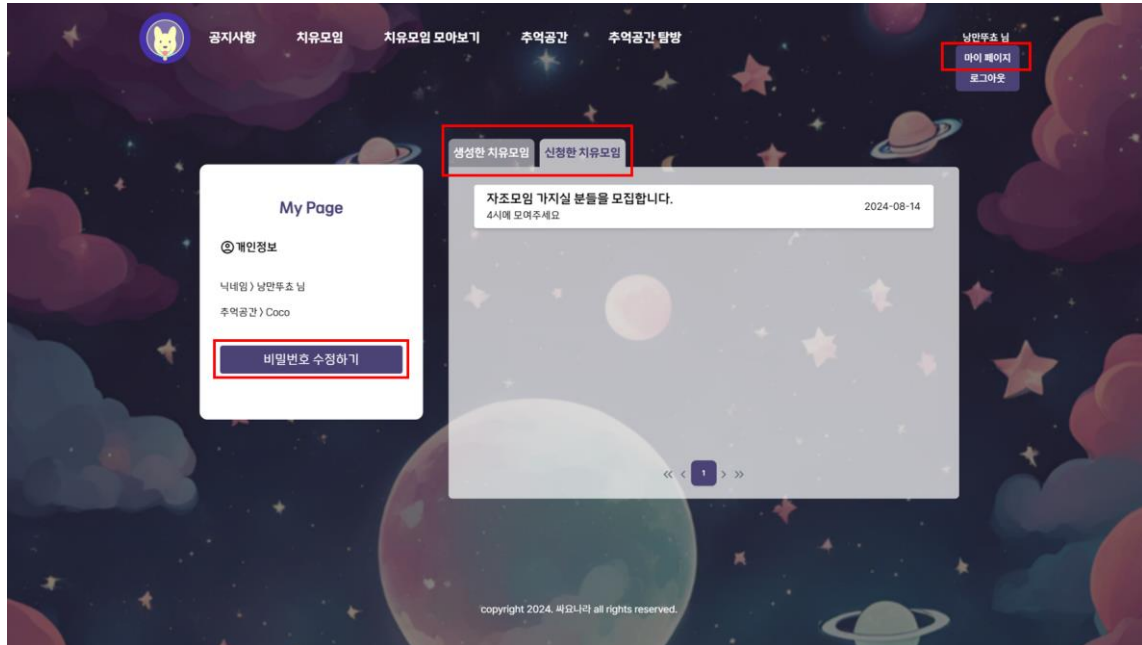 공지사항 치유모임 치유모임 모아보기 추억공간 추억공간 탐방
낭만뚜쵸 님
마이 페이지
로그아웃
생성한 치유모임 신청한 치유모임
My Page
개인정보
닉네임 > 낭만뚜쵸 님
추억공간 > Coco
비밀번호 수정하기
자조모임 가지실 분들을 모집합니다. 2024-08-14
4시에 모여주세요
« < 1 > »
copyright 2024. 싸요나라 all rights reserved.